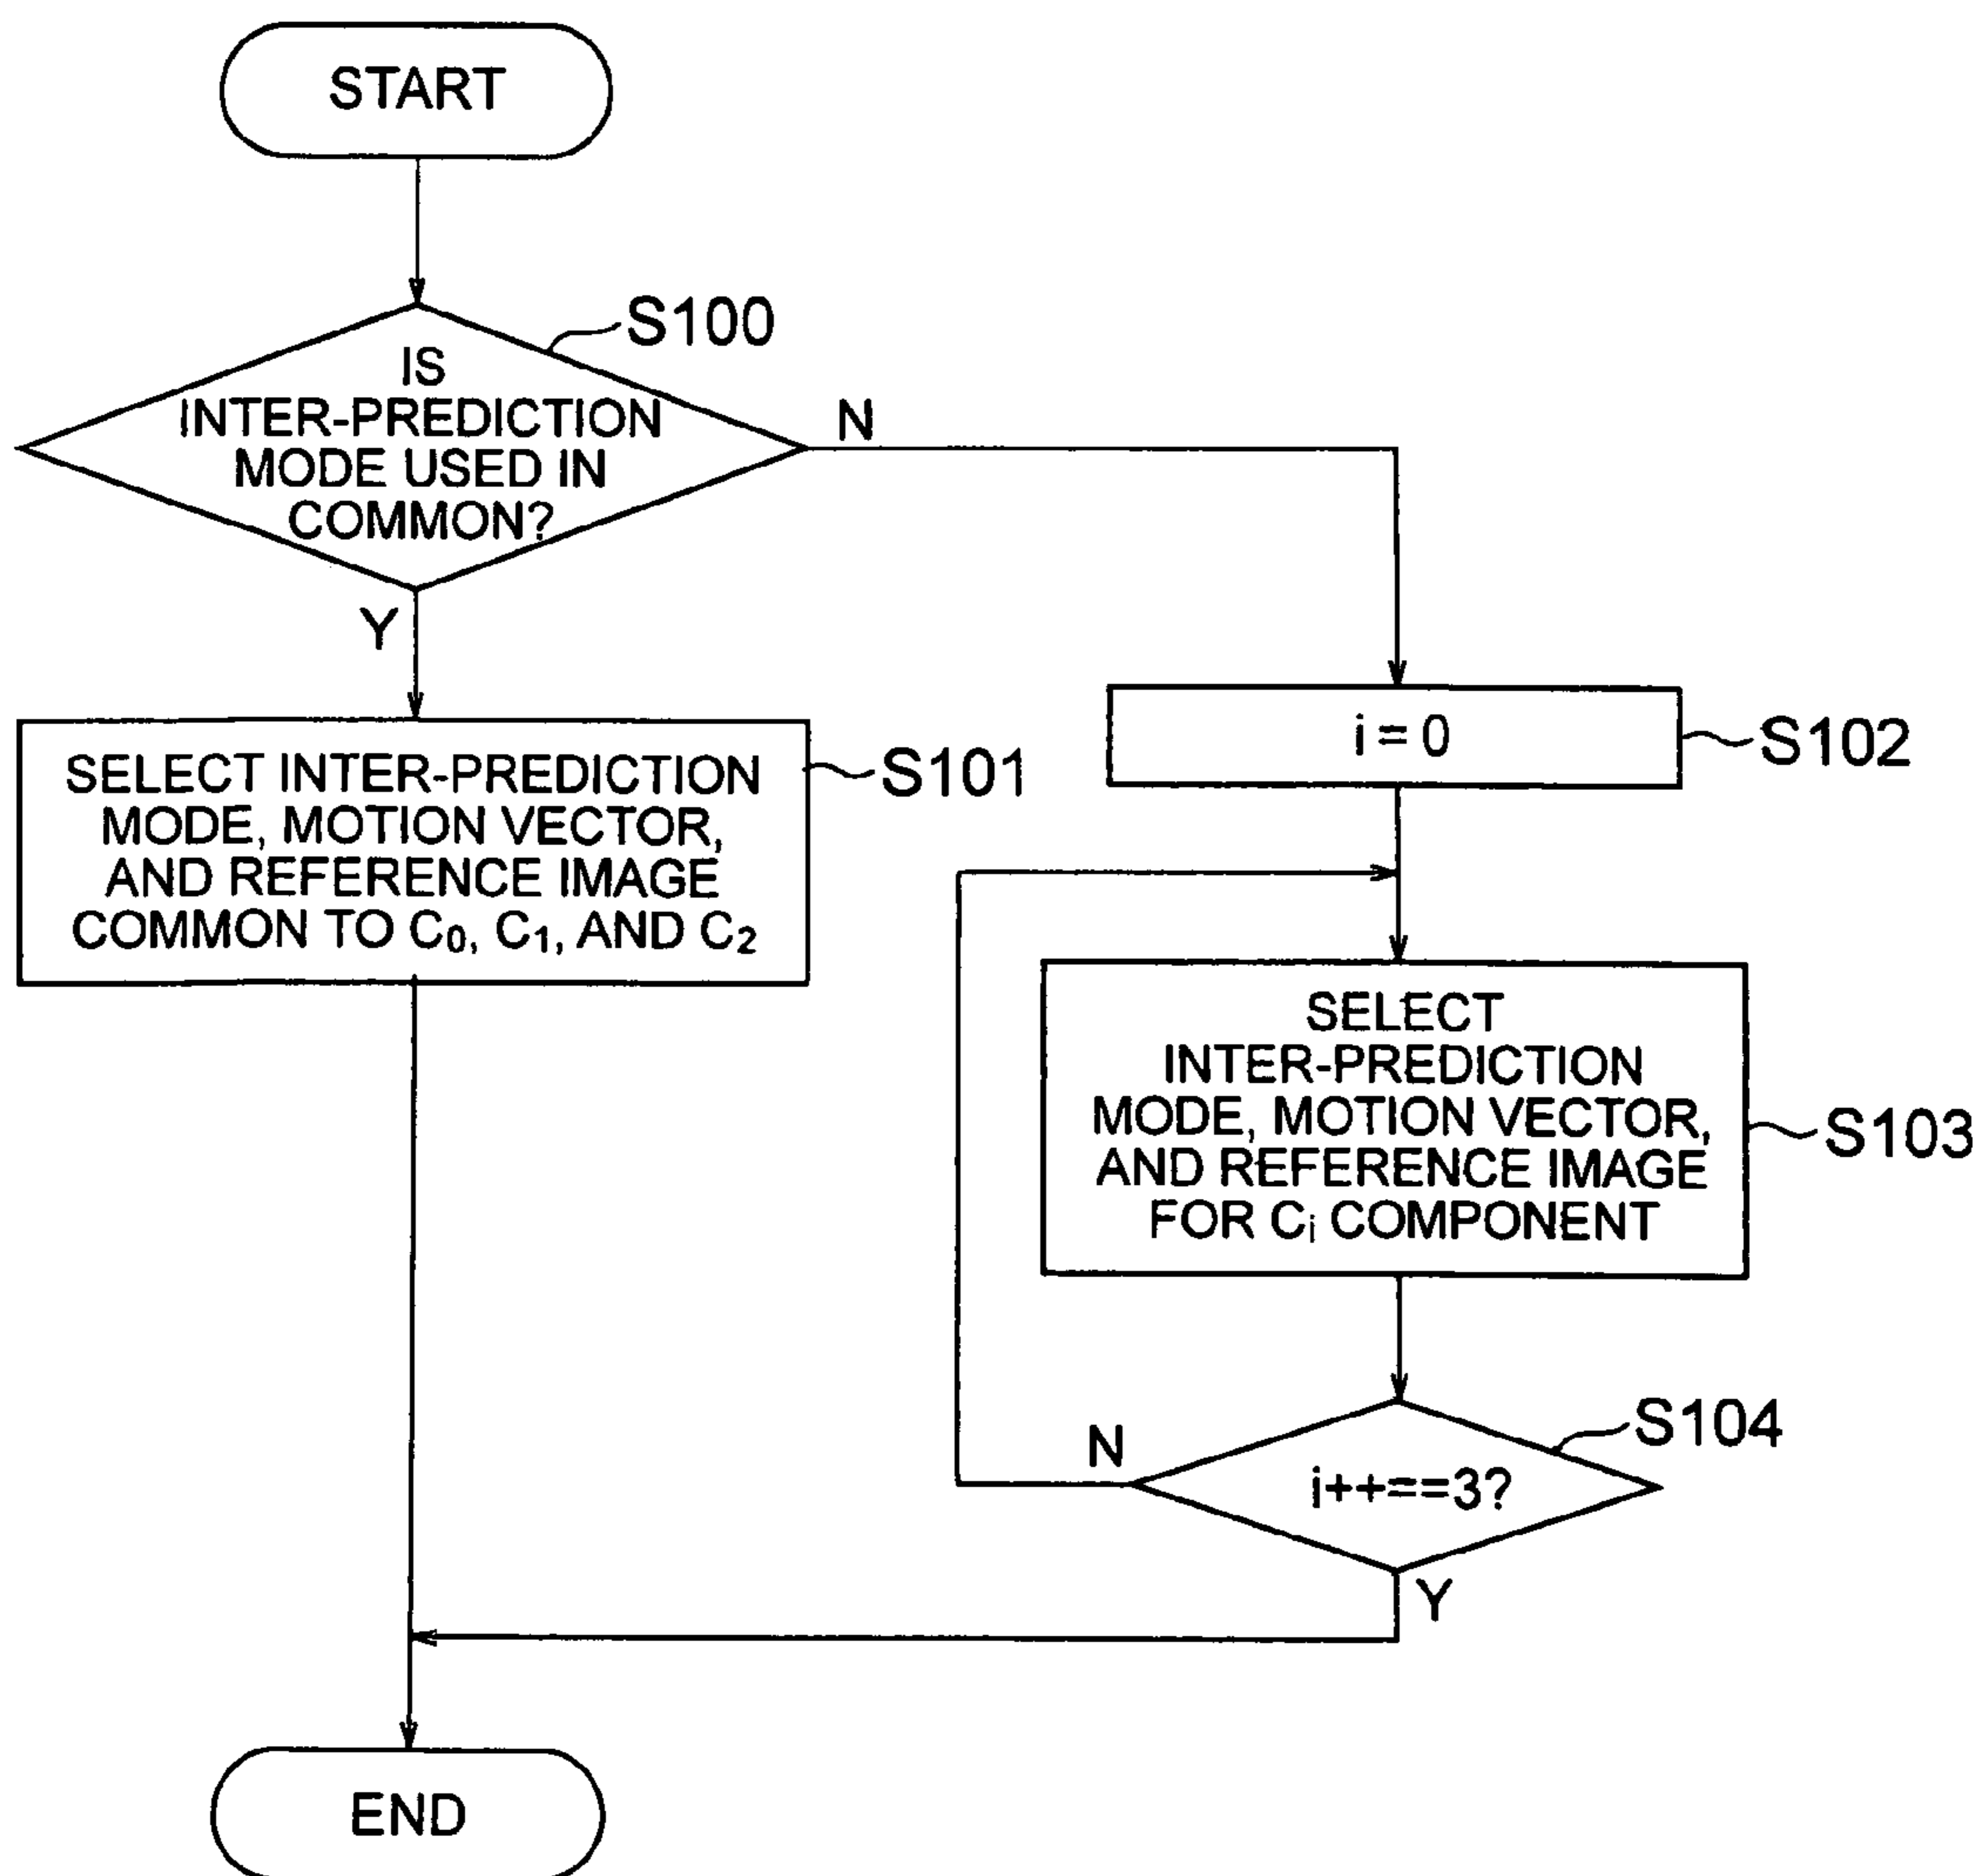 START
S100
IS
INTER-PREDICTION
MODE USED IN
COMMON?
N
Y
SELECT INTER-PREDICTION
MODE, MOTION VECTOR,
AND REFERENCE IMAGE
COMMON TO C0, C1, AND C2
S101
i = 0
S102
SELECT
INTER-PREDICTION
MODE, MOTION VECTOR,
AND REFERENCE IMAGE
FOR Ci COMPONENT
S103
S104
N
i++==3?
Y
END